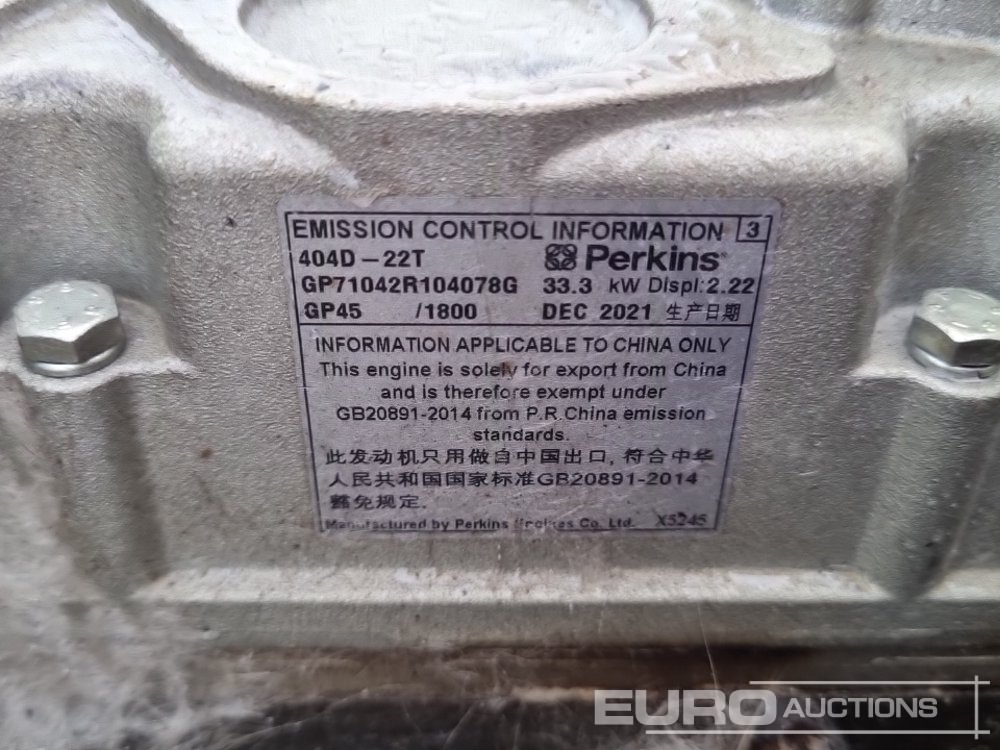 EMISSION CONTROL INFORMATION 3
404D-22T Perkins
GP71042R104078G 33.3 kW Displ:2.22
GP45 /1800 DEC 2021 生产日期
INFORMATION APPLICABLE TO CHINA ONLY
This engine is solely for export from China
and is therefore exempt under
GB20891-2014 from P.R.China emission
standards.
此发动机只用做自中国出口, 符合中华
人民共和国国家标准GB20891-2014
豁免规定.
Manufactured by Perkins Engines Co. Ltd. X5245
EURO AUCTIONS